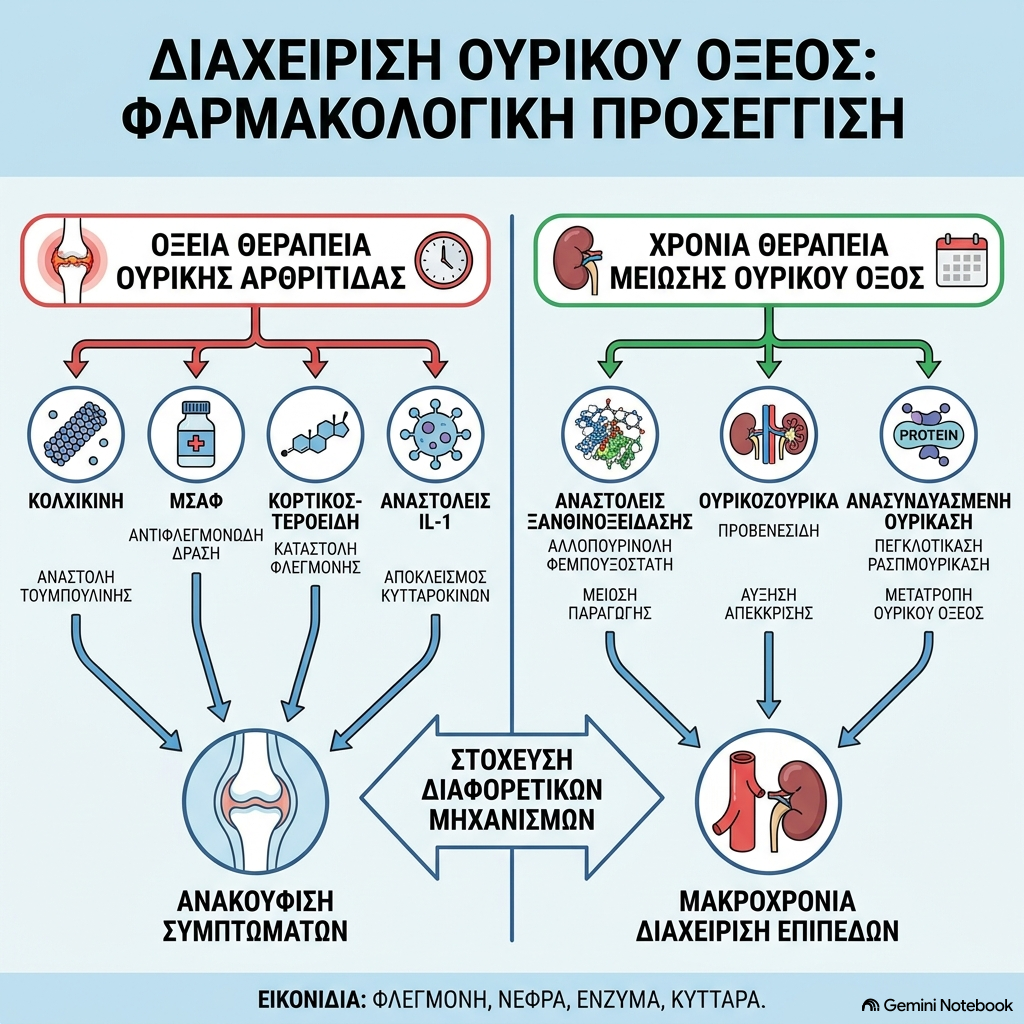 ΔΙΑΧΕΙΡΙΣΗ ΟΥΡΙΚΟΥ ΟΞΕΟΣ:
ΦΑΡΜΑΚΟΛΟΓΙΚΗ ΠΡΟΣΕΓΓΙΣΗ
ΟΞΕΙΑ ΘΕΡΑΠΕΙΑ
ΟΥΡΙΚΗΣ ΑΡΘΡΙΤΙΔΑΣ
ΚΟΛΧΙΚΙΝΗ
ΑΝΑΣΤΟΛΗ
ΤΟΥΜΠΟΥΛΙΝΗΣ
ΜΣΑΦ
ΑΝΤΙΦΛΕΓΜΟΝΩΔΗ
ΔΡΑΣΗ
ΚΟΡΤΙΚΟΣ-
ΤΕΡΟΕΙΔΗ
ΚΑΤΑΣΤΟΛΗ
ΦΛΕΓΜΟΝΗΣ
ΑΝΑΣΤΟΛΕΙΣ
IL-1
ΑΠΟΚΛΕΙΣΜΟΣ
ΚΥΤΤΑΡΟΚΙΝΩΝ
ΑΝΑΚΟΥΦΙΣΗ
ΣΥΜΠΤΩΜΑΤΩΝ
ΣΤΟΧΕΥΣΗ
ΔΙΑΦΟΡΕΤΙΚΩΝ
ΜΗΧΑΝΙΣΜΩΝ
ΧΡΟΝΙΑ ΘΕΡΑΠΕΙΑ
ΜΕΙΩΣΗΣ ΟΥΡΙΚΟΥ ΟΞΟΣ
ΑΝΑΣΤΟΛΕΙΣ
ΞΑΝΘΙΝΟΞΕΙΔΑΣΗΣ
ΑΛΛΟΠΟΥΡΙΝΟΛΗ
ΦΕΜΠΟΥΞΟΣΤΑΤΗ
ΜΕΙΟΣΗ
ΠΑΡΑΓΩΓΗΣ
ΟΥΡΙΚΟΖΟΥΡΙΚΑ
ΠΡΟΒΕΝΕΣΙΔΗ
ΑΥΞΗΣΗ
ΑΠΕΚΚΡΙΣΗΣ
PROTEIN
ΑΝΑΣΥΝΔΥΑΣΜΕΝΗ
ΟΥΡΙΚΑΣΗ
ΠΕΓΚΛΟΤΙΚΑΣΗ
ΡΑΣΠΜΟΥΡΙΚΑΣΗ
ΜΕΤΑΤΡΟΠΗ
ΟΥΡΙΚΟΥ ΟΞΕΟΣ
ΜΑΚΡΟΧΡΟΝΙΑ
ΔΙΑΧΕΙΡΙΣΗ ΕΠΙΠΕΔΩΝ
ΕΙΚΟΝΙΔΙΑ: ΦΛΕΓΜΟΝΗ, ΝΕΦΡΑ, ΕΝΖΥΜΑ, ΚΥΤΤΑΡΑ.
Gemini Notebook